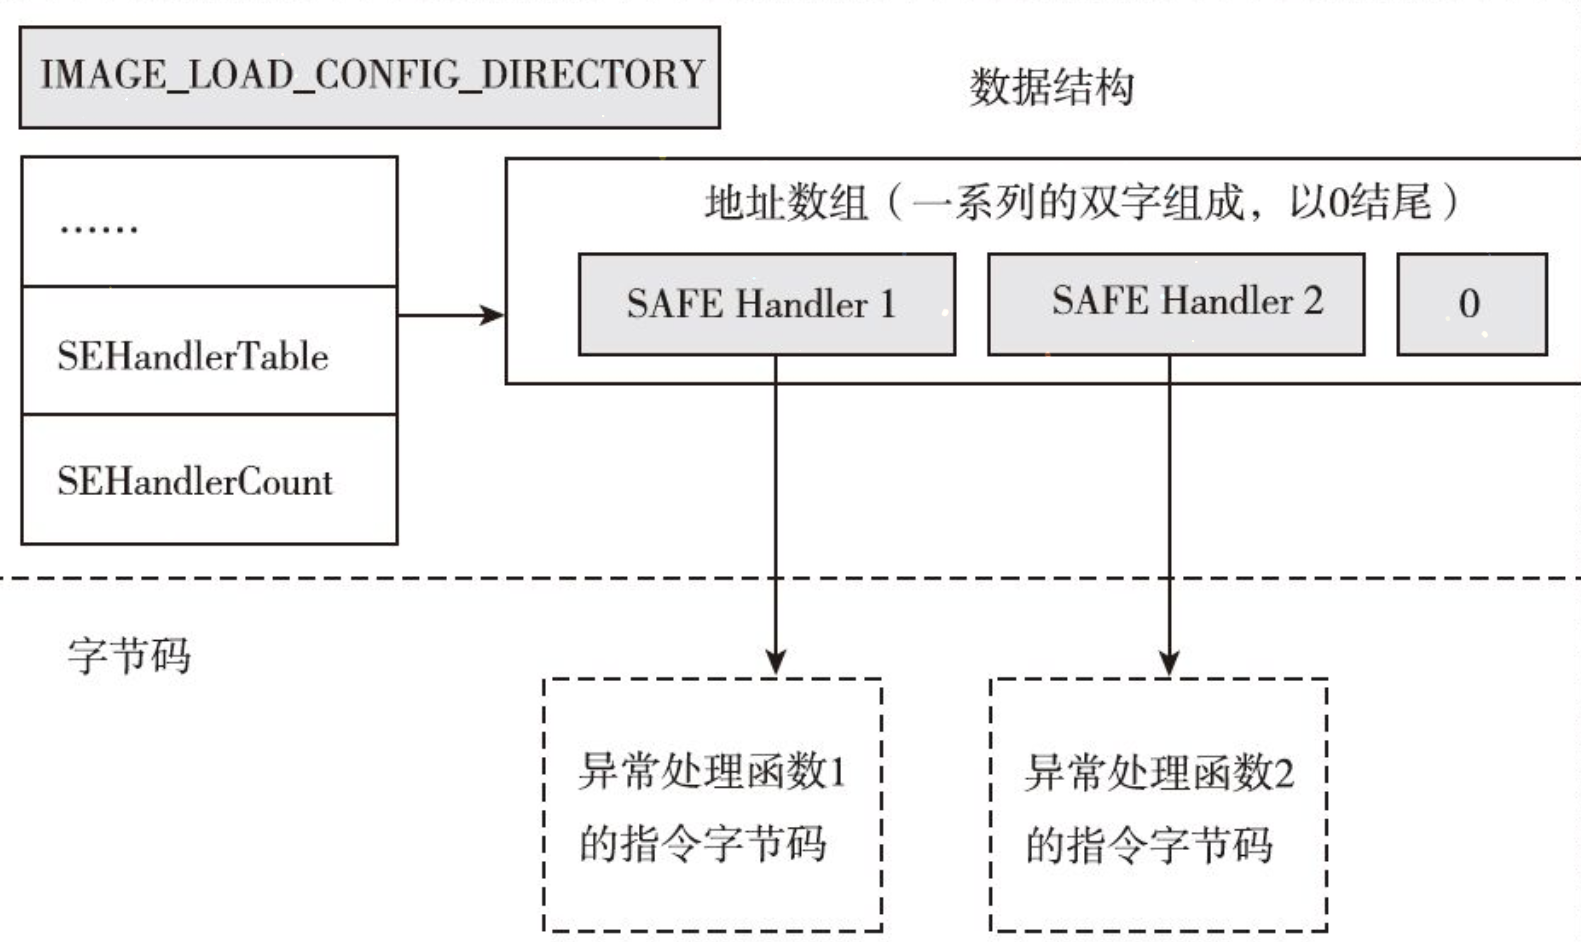 IMAGE_LOAD_CONFIG_DIRECTORY
数据结构
……
SEHandlerTable
SEHandlerCount
地址数组（一系列的双字组成，以0结尾）
SAFE Handler 1
SAFE Handler 2
0
字节码
异常处理函数1
的指令字节码
异常处理函数2
的指令字节码